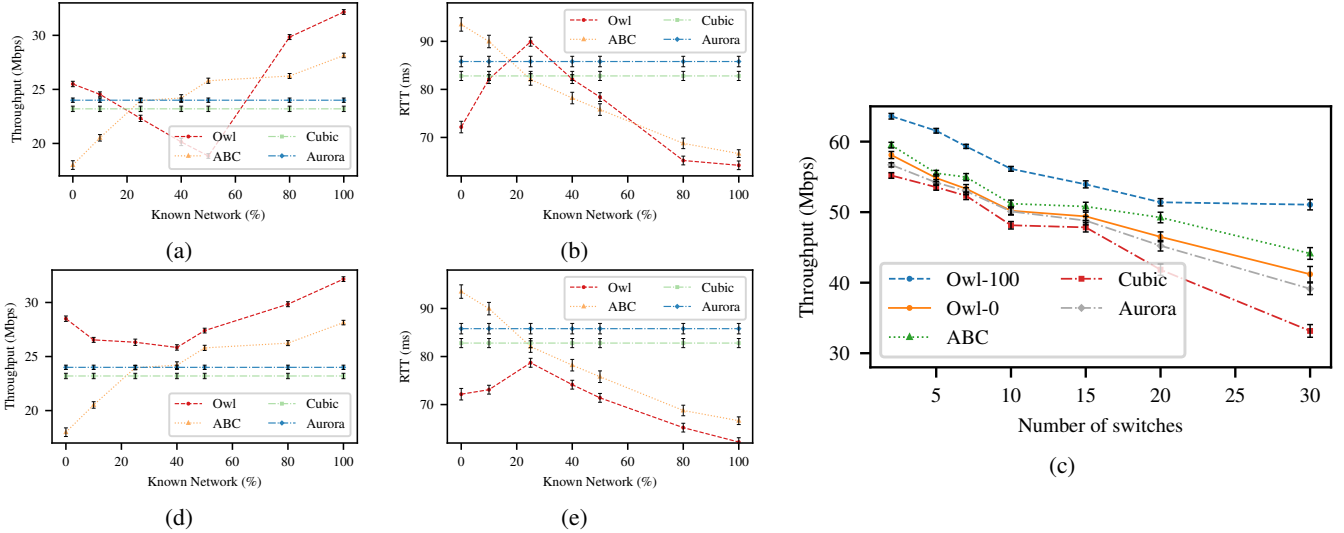 30
20
Throughput (Mbps)
Owl
ABC
Cubic
Aurora
0 20 40 60 80 100
Known Network (%)
(a)
90
80
70
RTT (ms)
Owl
ABC
Cubic
Aurora
0 20 40 60 80 100
Known Network (%)
(b)
30
20
Throughput (Mbps)
Owl
ABC
Cubic
Aurora
0 20 40 60 80 100
Known Network (%)
(d)
90
80
70
RTT (ms)
Owl
ABC
Cubic
Aurora
0 20 40 60 80 100
Known Network (%)
(e)
60
50
40
30
Throughput (Mbps)
Owl-100
Owl-0
ABC
Cubic
Aurora
5 10 15 20 25 30
Number of switches
(c)